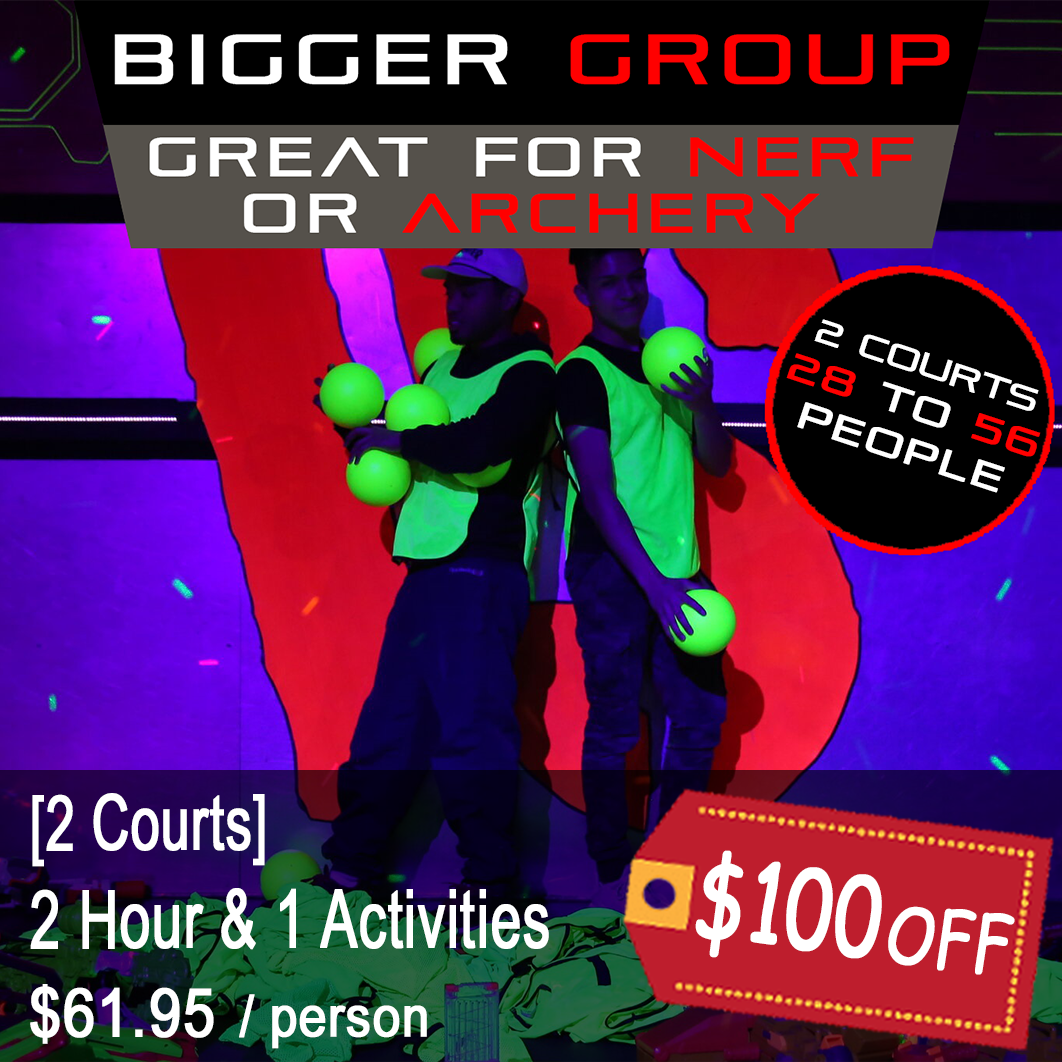 BIGGER GROUP
GREAT FOR NERF
OR ARCHERY
2 COURTS
28 TO 56
PEOPLE
[2 Courts]
2 Hour & 1 Activities
$61.95 / person
$100 OFF